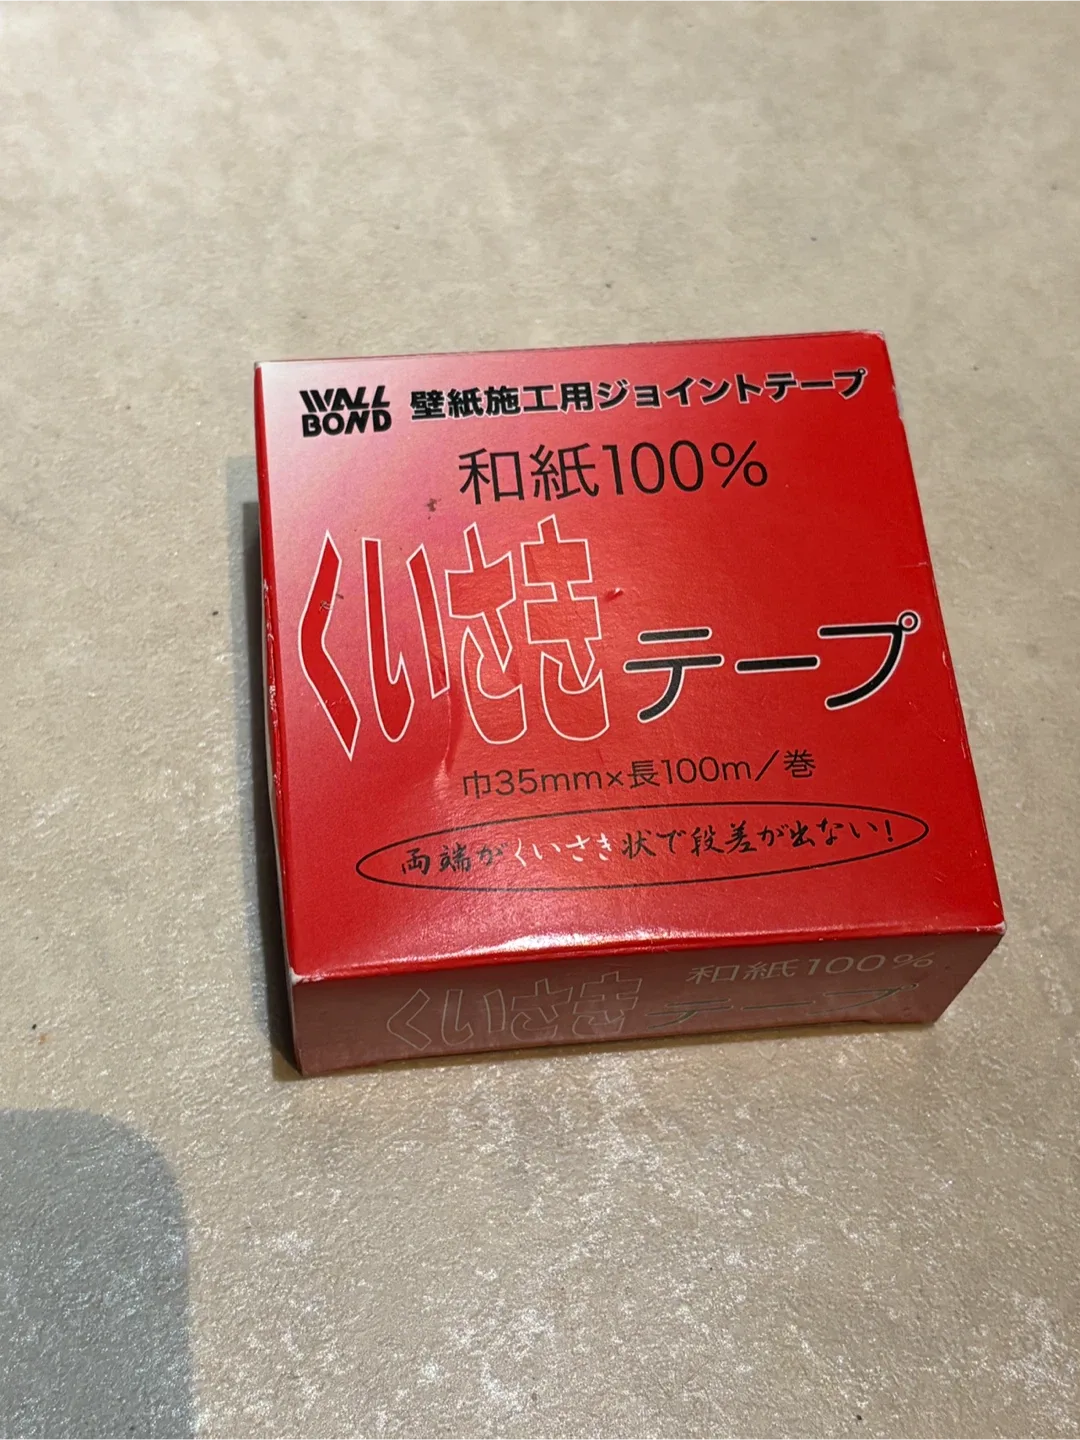 WALL BOND 壁紙施工用ジョイントテープ
和紙100%
くいさきテープ
巾35mm×長100m／巻
両端がくいさき状で段差が出ない!
和紙100%
くいさきテープ